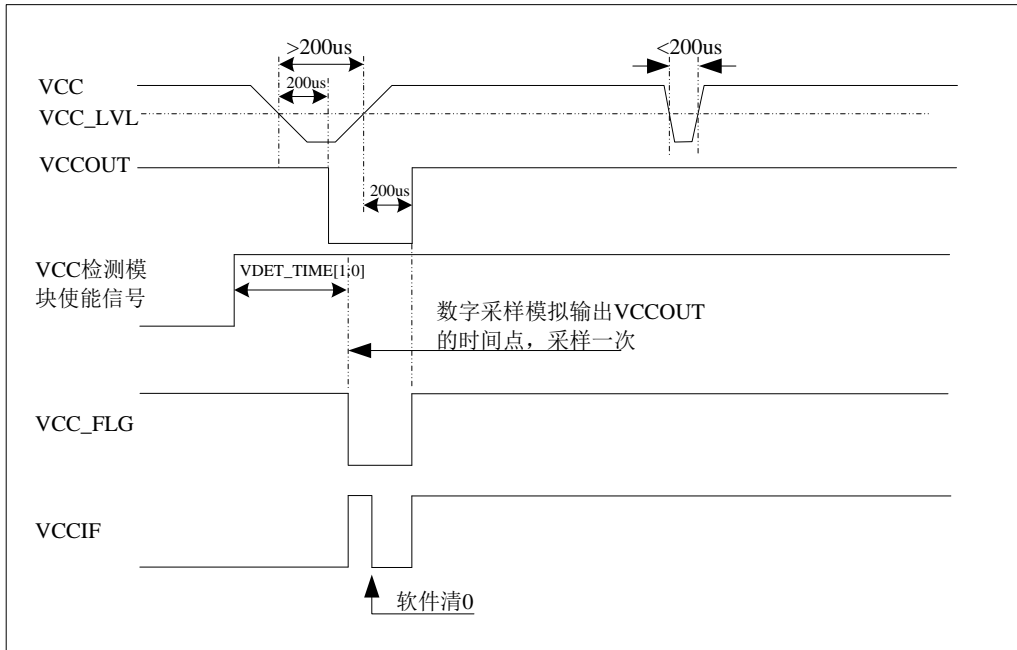 >200us
<200us
200us
VCC
VCC_LVL
VCCOUT
200us
VCC检测模
块使能信号
VDET_TIME[1:0]
数字采样模拟输出VCCOUT
的时间点，采样一次
VCC_FLG
VCCIF
软件清0